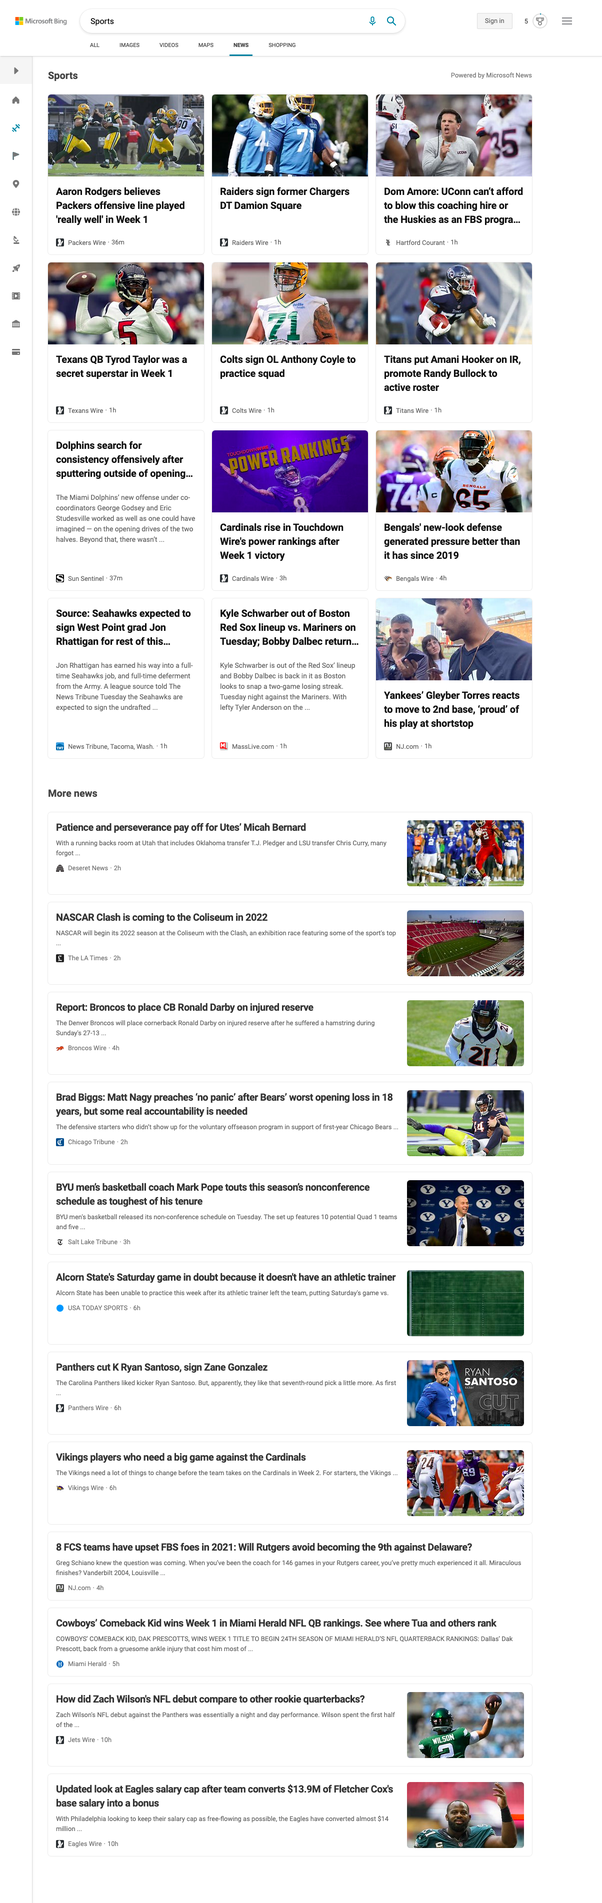 Microsoft Bing
Sports
Sign in
5
ALL
IMAGES
VIDEOS
MAPS
NEWS
SHOPPING
Sports
Powered by Microsoft News
Aaron Rodgers believes
Packers offensive line played
'really well' in Week 1
Packers Wire · 36m
Raiders sign former Chargers
DT Damion Square
Raiders Wire · 1h
Dom Amore: UConn can't afford
to blow this coaching hire or
the Huskies as an FBS progra...
Hartford Courant · 1h
Texans QB Tyrod Taylor was a
secret superstar in Week 1
Texans Wire · 1h
71
Colts sign OL Anthony Coyle to
practice squad
Colts Wire · 1h
Titans put Amani Hooker on IR,
promote Randy Bullock to
active roster
Titans Wire · 1h
Dolphins search for
consistency offensively after
sputtering outside of opening...
The Miami Dolphins' new offense under co-
coordinators George Godsey and Eric
Studesville worked as well as one could have
imagined — on the opening drives of the two
halves. Beyond that, there wasn't ...
Sun Sentinel · 37m
POWER RANKINGS
Cardinals rise in Touchdown
Wire's power rankings after
Week 1 victory
Cardinals Wire · 3h
BENGALS
65
Bengals' new-look defense
generated pressure better than
it has since 2019
Bengals Wire · 4h
Source: Seahawks expected to
sign West Point grad Jon
Rhattigan for rest of this...
Jon Rhattigan has earned his way into a full-
time Seahawks job, and full-time deferment
from the Army. A league source told The
News Tribune Tuesday the Seahawks are
expected to sign the undrafted ...
News Tribune, Tacoma, Wash. · 1h
Kyle Schwarber out of Boston
Red Sox lineup vs. Mariners on
Tuesday; Bobby Dalbec return...
Kyle Schwarber is out of the Red Sox' lineup
and Bobby Dalbec is back in it as Boston
looks to snap a two-game losing streak.
Tuesday night against the Mariners. With
lefty Tyler Anderson on the ...
MassLive.com · 1h
Yankees' Gleyber Torres reacts
to move to 2nd base, 'proud' of
his play at shortstop
NJ.com · 1h
More news
Patience and perseverance pay off for Utes' Micah Bernard
With a running backs room at Utah that includes Oklahoma transfer T.J. Pledger and LSU transfer Chris Curry, many
forgot ...
Deseret News · 2h
NASCAR Clash is coming to the Coliseum in 2022
NASCAR will begin its 2022 season at the Coliseum with the Clash, an exhibition race featuring some of the sport's top
...
The LA Times · 2h
Report: Broncos to place CB Ronald Darby on injured reserve
The Denver Broncos will place cornerback Ronald Darby on injured reserve after he suffered a hamstring during
Sunday's 27-13 ...
Broncos Wire · 4h
21
Brad Biggs: Matt Nagy preaches 'no panic' after Bears' worst opening loss in 18
years, but some real accountability is needed
The defensive starters who didn't show up for the voluntary offseason program in support of first-year Chicago Bears ...
Chicago Tribune · 2h
BYU men's basketball coach Mark Pope touts this season's nonconference
schedule as toughest of his tenure
BYU men's basketball released its non-conference schedule on Tuesday. The set up features 10 potential Quad 1 teams
and five ...
Salt Lake Tribune · 3h
Alcorn State's Saturday game in doubt because it doesn't have an athletic trainer
Alcorn State has been unable to practice this week after its athletic trainer left the team, putting Saturday's game vs.
USA TODAY SPORTS · 6h
Panthers cut K Ryan Santoso, sign Zane Gonzalez
The Carolina Panthers liked kicker Ryan Santoso. But, apparently, they like that seventh-round pick a little more. As first
...
Panthers Wire · 6h
RYAN
SANTOSO
CUT
Vikings players who need a big game against the Cardinals
The Vikings need a lot of things to change before the team takes on the Cardinals in Week 2. For starters, the Vikings ...
Vikings Wire · 6h
24
89
8 FCS teams have upset FBS foes in 2021: Will Rutgers avoid becoming the 9th against Delaware?
Greg Schiano knew the question was coming. When you've been the coach for 146 games in your Rutgers career, you've pretty much experienced it all. Miraculous
finishes? Vanderbilt 2004, Louisville ...
NJ.com · 4h
Cowboys' Comeback Kid wins Week 1 in Miami Herald NFL QB rankings. See where Tua and others rank
COWBOYS' COMEBACK KID, DAK PRESCOTTS, WINS WEEK 1 TITLE TO BEGIN 24TH SEASON OF MIAMI HERALD'S NFL QUARTERBACK RANKINGS: Dallas' Dak
Prescott, back from a gruesome ankle injury that cost him most of ...
Miami Herald · 5h
How did Zach Wilson's NFL debut compare to other rookie quarterbacks?
Zach Wilson's NFL debut against the Panthers was essentially a night and day performance. Wilson spent the first half
of the ...
Jets Wire · 10h
WILSON
2
Updated look at Eagles salary cap after team converts $13.9M of Fletcher Cox's
base salary into a bonus
With Philadelphia looking to keep their salary cap as free-flowing as possible, the Eagles have converted almost $14
million ...
Eagles Wire · 10h